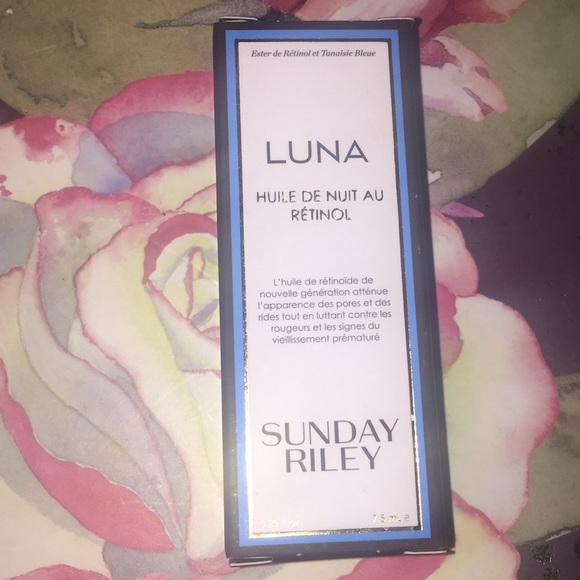 Ester de Rétinol et Tanaisie Bleue
LUNA
HUILE DE NUIT AU
RÉTINOL
L'huile de rétinoïde de
nouvelle génération atténue
l'apparence des pores et des
rides tout en luttant contre les
rougeurs et les signes du
vieillissement prématuré
SUNDAY
RILEY